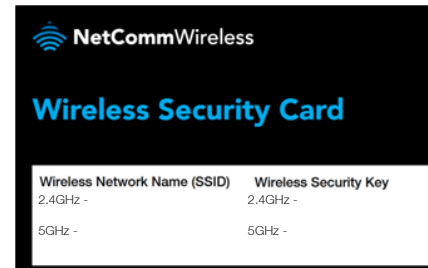 NetCommWireless
Wireless Security Card
Wireless Network Name (SSID) Wireless Security Key
2.4GHz - 2.4GHz -
5GHz - 5GHz -